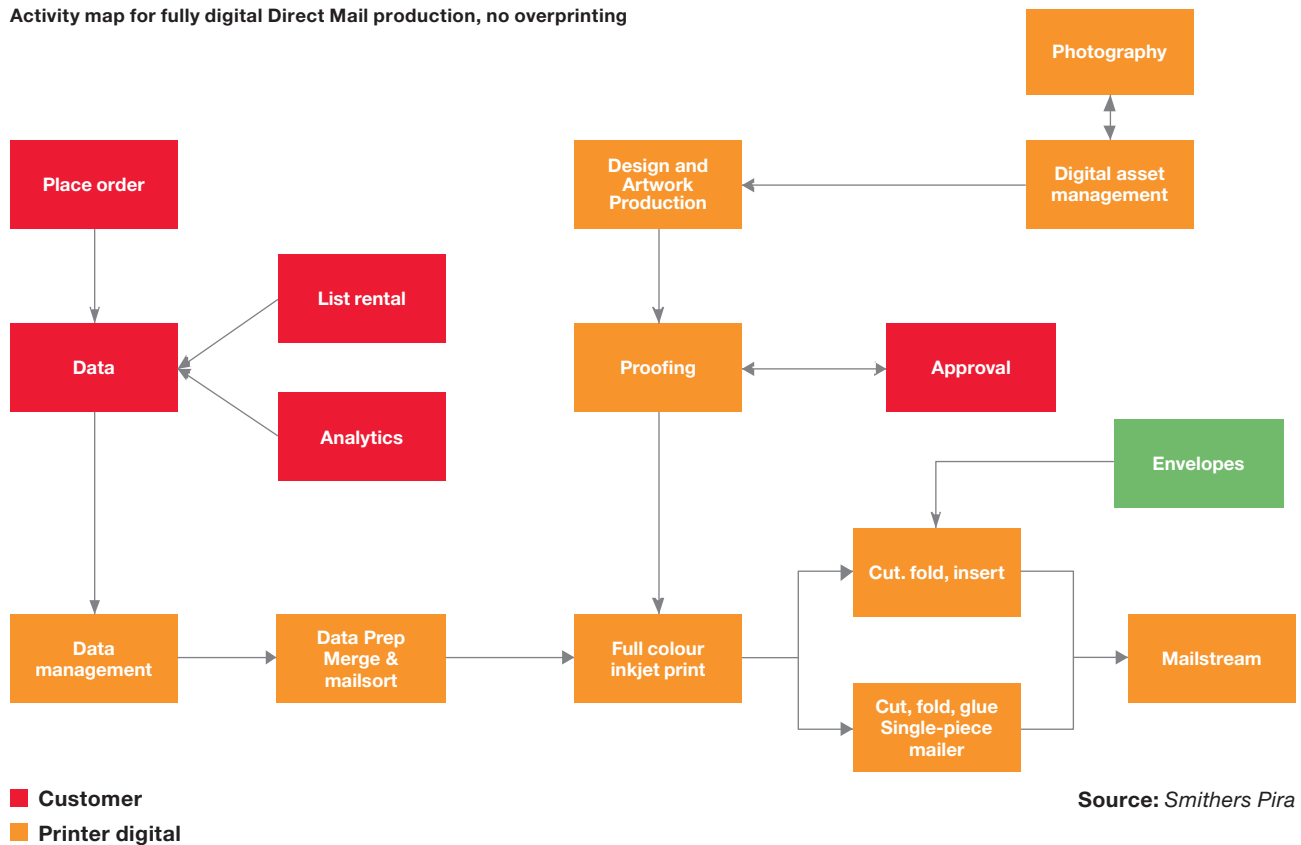 Activity map for fully digital Direct Mail production, no overprinting
Photography
Place order
Design and
Artwork
Production
Digital asset
management
List rental
Data
Proofing
Approval
Analytics
Envelopes
Cut. fold, insert
Data
management
Data Prep
Merge &
mailsort
Full colour
inkjet print
Mailstream
Cut, fold, glue
Single-piece
mailer
Customer
Source: Smithers Pira
Printer digital